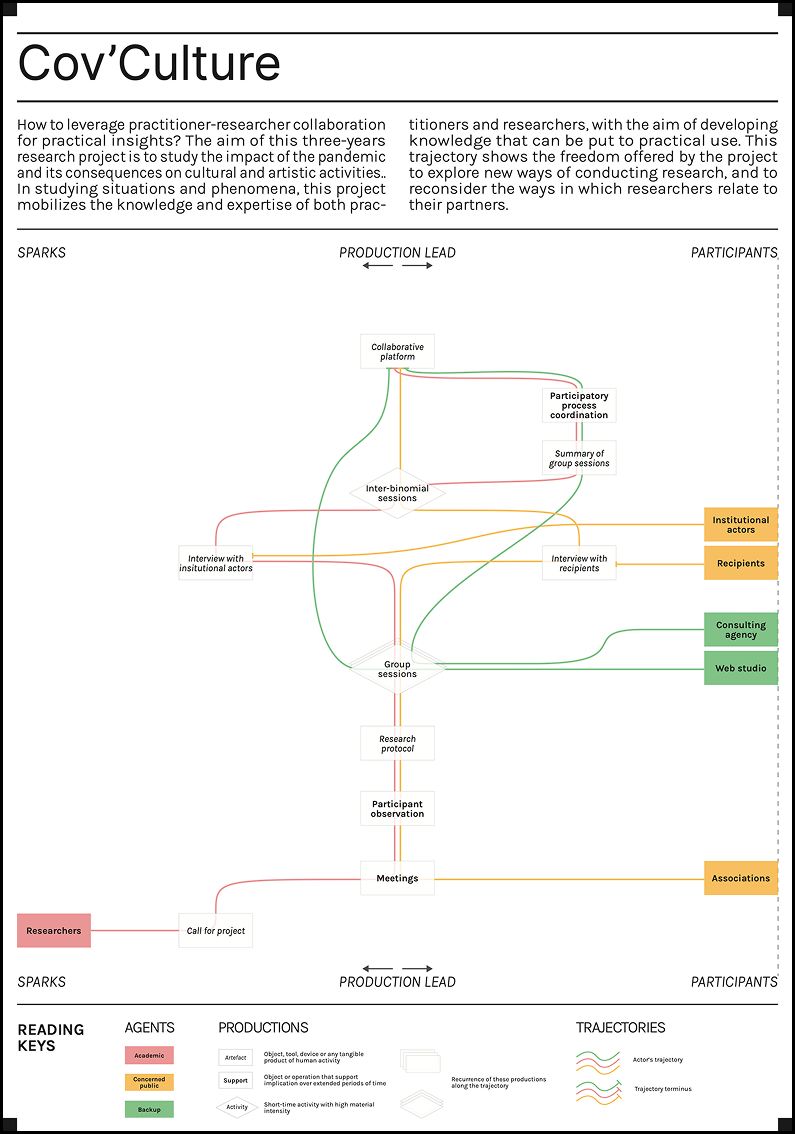 Cov’Culture
How to leverage practitioner-researcher collaboration
for practical insights? The aim of this three-years
research project is to study the impact of the pandemic
and its consequences on cultural and artistic activities..
In studying situations and phenomena, this project
mobilizes the knowledge and expertise of both prac-
titioners and researchers, with the aim of developing
knowledge that can be put to practical use. This
trajectory shows the freedom offered by the project
to explore new ways of conducting research, and to
reconsider the ways in which researchers relate to
their partners.
SPARKS
PRODUCTION LEAD
PARTICIPANTS
Collaborative
platform
Participatory
process
coordination
Summary of
group sessions
Inter-binomial
sessions
Institutional
actors
Interview with
insitutional actors
Interview with
recipients
Recipients
Consulting
agency
Group
sessions
Web studio
Research
protocol
Participant
observation
Meetings
Associations
Researchers
Call for project
SPARKS
PRODUCTION LEAD
PARTICIPANTS
READING
KEYS
AGENTS
Academic
Concerned
public
Backup
PRODUCTIONS
Artefact
Object, tool, device or any tangible
product of human activity
Support
Object or operation that support
implication over extended periods of time
Activity
Short-time activity with high material
intensity
Recurrence of these productions
along the trajectory
TRAJECTORIES
Actor's trajectory
Trajectory terminus